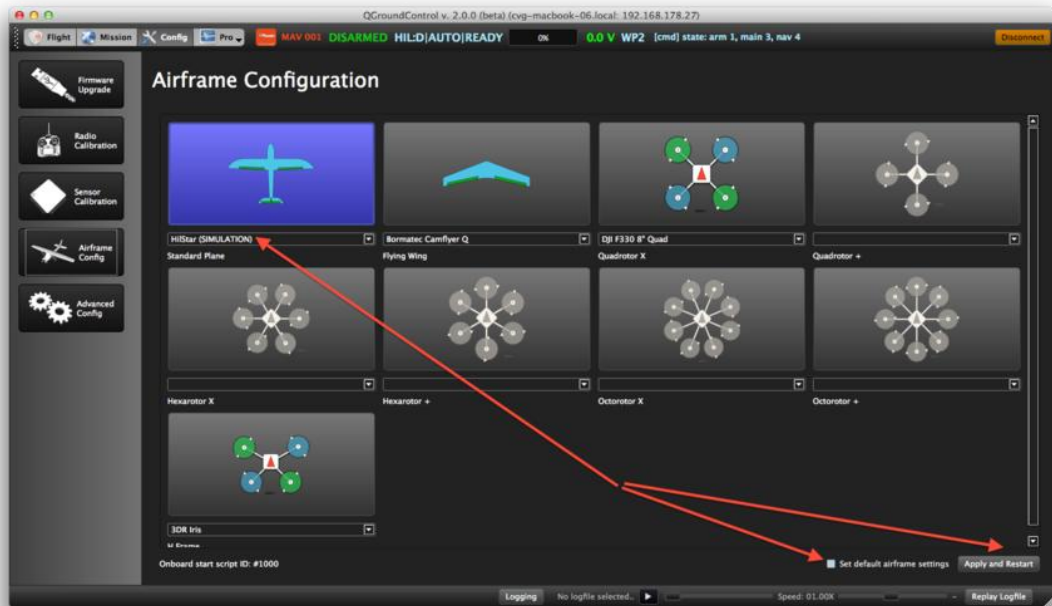 QGroundControl v. 2.0.0 (beta) (cvg-macbook-06.local: 192.168.178.27)
Flight Mission Config Pro MAV 001 DISARMED HIL:D|AUTO|READY 0% 0.0 V WP2 [cmd] state: arm 1, main 3, nav 4 Disconnect
Airframe Configuration
Firmware
Upgrade
Radio
Calibration
Sensor
Calibration
Airframe
Config
Advanced
Config
HilStar (SIMULATION) Bormatec Camflyer Q DJI F330 8" Quad
Standard Plane Flying Wing Quadrotor X Quadrotor +
Hexarotor X Hexarotor + Octorotor X Octorotor +
3DR Iris
H Frame
Onboard start script ID: #1000 Set default airframe settings Apply and Restart
Logging No logfile selected.. Speed: 01.00X - Replay Logfile